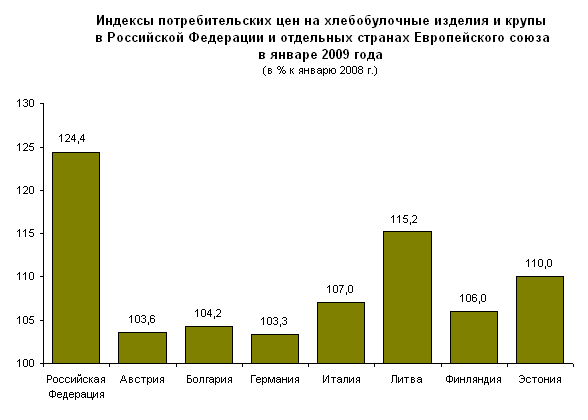 Индексы потребительских цен на хлебобулочные изделия и крупы
в Российской Федерации и отдельных странах Европейского союза
в январе 2009 года
(в % к январю 2008 г.)
130
125
120
115
110
105
100
124,4
103,6
104,2
103,3
107,0
115,2
106,0
110,0
Российская
Федерация
Австрия
Болгария
Германия
Италия
Литва
Финляндия
Эстония